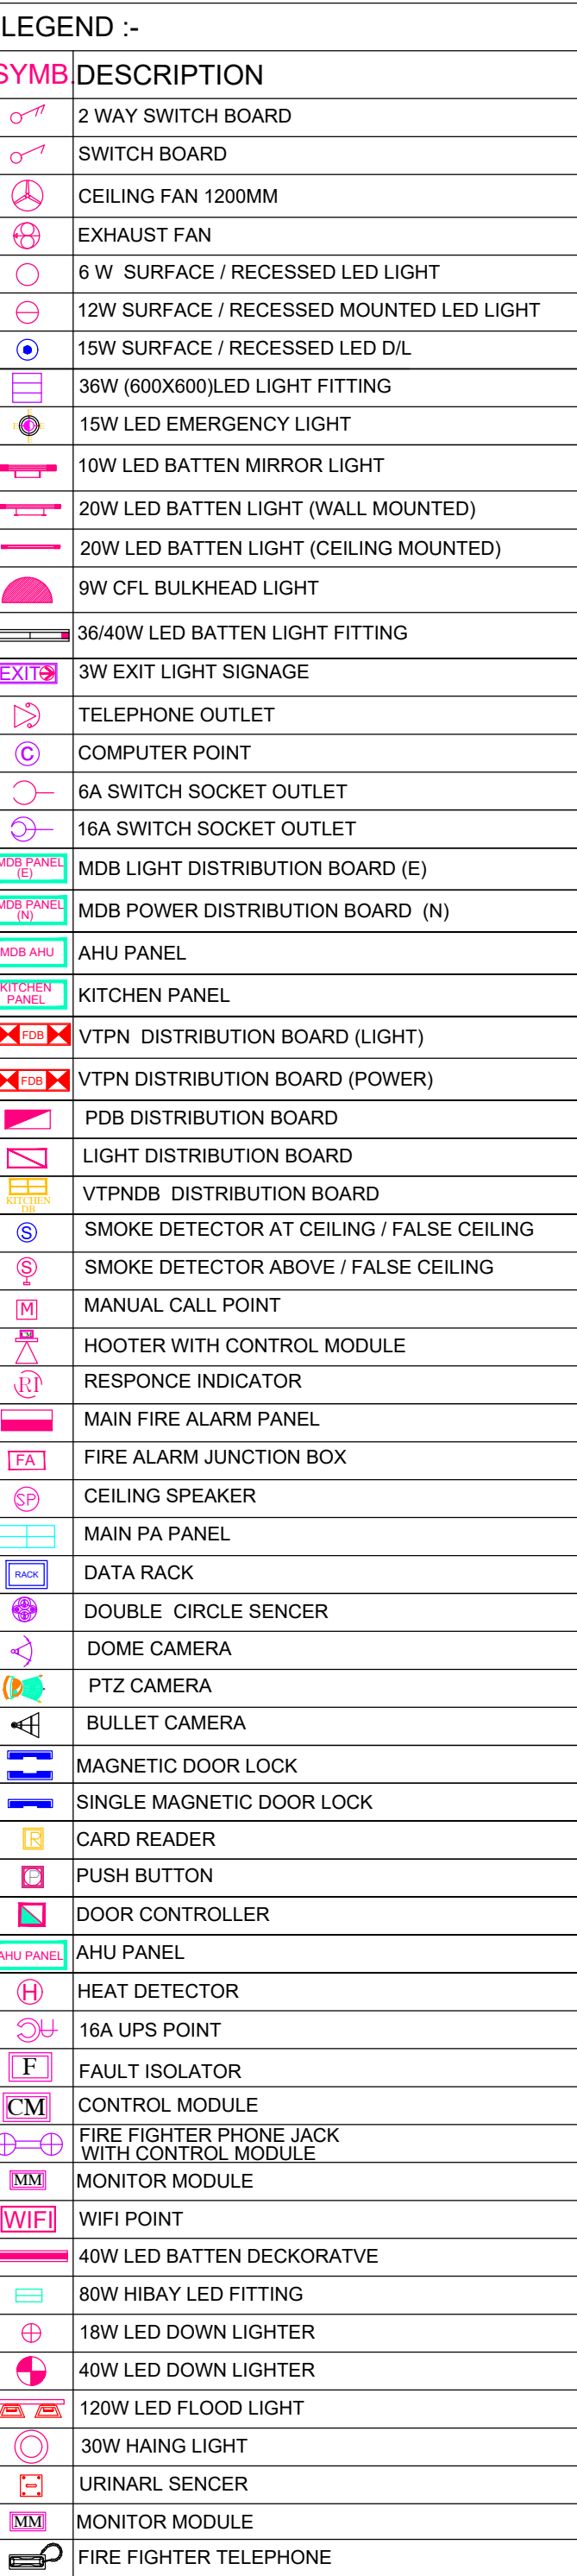 LEGEND :-
SYMB. DESCRIPTION
2 WAY SWITCH BOARD
SWITCH BOARD
CEILING FAN 1200MM
EXHAUST FAN
6 W SURFACE / RECESSED LED LIGHT
12W SURFACE / RECESSED MOUNTED LED LIGHT
15W SURFACE / RECESSED LED D/L
36W (600X600)LED LIGHT FITTING
E E 15W LED EMERGENCY LIGHT
10W LED BATTEN MIRROR LIGHT
20W LED BATTEN LIGHT (WALL MOUNTED)
20W LED BATTEN LIGHT (CEILING MOUNTED)
9W CFL BULKHEAD LIGHT
36/40W LED BATTEN LIGHT FITTING
EXIT 3W EXIT LIGHT SIGNAGE
TELEPHONE OUTLET
C COMPUTER POINT
6A SWITCH SOCKET OUTLET
16A SWITCH SOCKET OUTLET
MDB PANEL
(E) MDB LIGHT DISTRIBUTION BOARD (E)
MDB PANEL
(N) MDB POWER DISTRIBUTION BOARD (N)
MDB AHU AHU PANEL
KITCHEN
PANEL KITCHEN PANEL
FDB VTPN DISTRIBUTION BOARD (LIGHT)
FDB VTPN DISTRIBUTION BOARD (POWER)
PDB DISTRIBUTION BOARD
LIGHT DISTRIBUTION BOARD
KITCHEN
DB VTPNDB DISTRIBUTION BOARD
S SMOKE DETECTOR AT CEILING / FALSE CEILING
S SMOKE DETECTOR ABOVE / FALSE CEILING
M MANUAL CALL POINT
HOOTER WITH CONTROL MODULE
RI RESPONCE INDICATOR
MAIN FIRE ALARM PANEL
FA FIRE ALARM JUNCTION BOX
SP CEILING SPEAKER
MAIN PA PANEL
RACK DATA RACK
DOUBLE CIRCLE SENCER
DOME CAMERA
PTZ CAMERA
BULLET CAMERA
MAGNETIC DOOR LOCK
SINGLE MAGNETIC DOOR LOCK
R CARD READER
P PUSH BUTTON
DOOR CONTROLLER
AHU PANEL AHU PANEL
H HEAT DETECTOR
16A UPS POINT
F FAULT ISOLATOR
CM CONTROL MODULE
FIRE FIGHTER PHONE JACK
WITH CONTROL MODULE
MM MONITOR MODULE
WIFI WIFI POINT
40W LED BATTEN DECKORATVE
80W HIBAY LED FITTING
18W LED DOWN LIGHTER
40W LED DOWN LIGHTER
120W LED FLOOD LIGHT
30W HAING LIGHT
URINARL SENCER
MM MONITOR MODULE
FIRE FIGHTER TELEPHONE